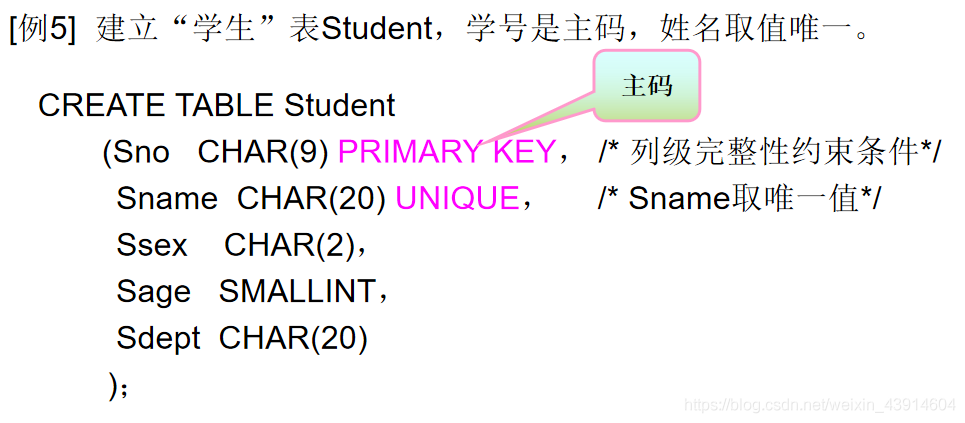 [例5] 建立“学生”表Student，学号是主码，姓名取值唯一。
主码
CREATE TABLE Student
(Sno CHAR(9) PRIMARY KEY， /* 列级完整性约束条件*/
Sname CHAR(20) UNIQUE， /* Sname取唯一值*/
Ssex CHAR(2)，
Sage SMALLINT，
Sdept CHAR(20)
)；
https://blog.csdn.net/weixin_43914604